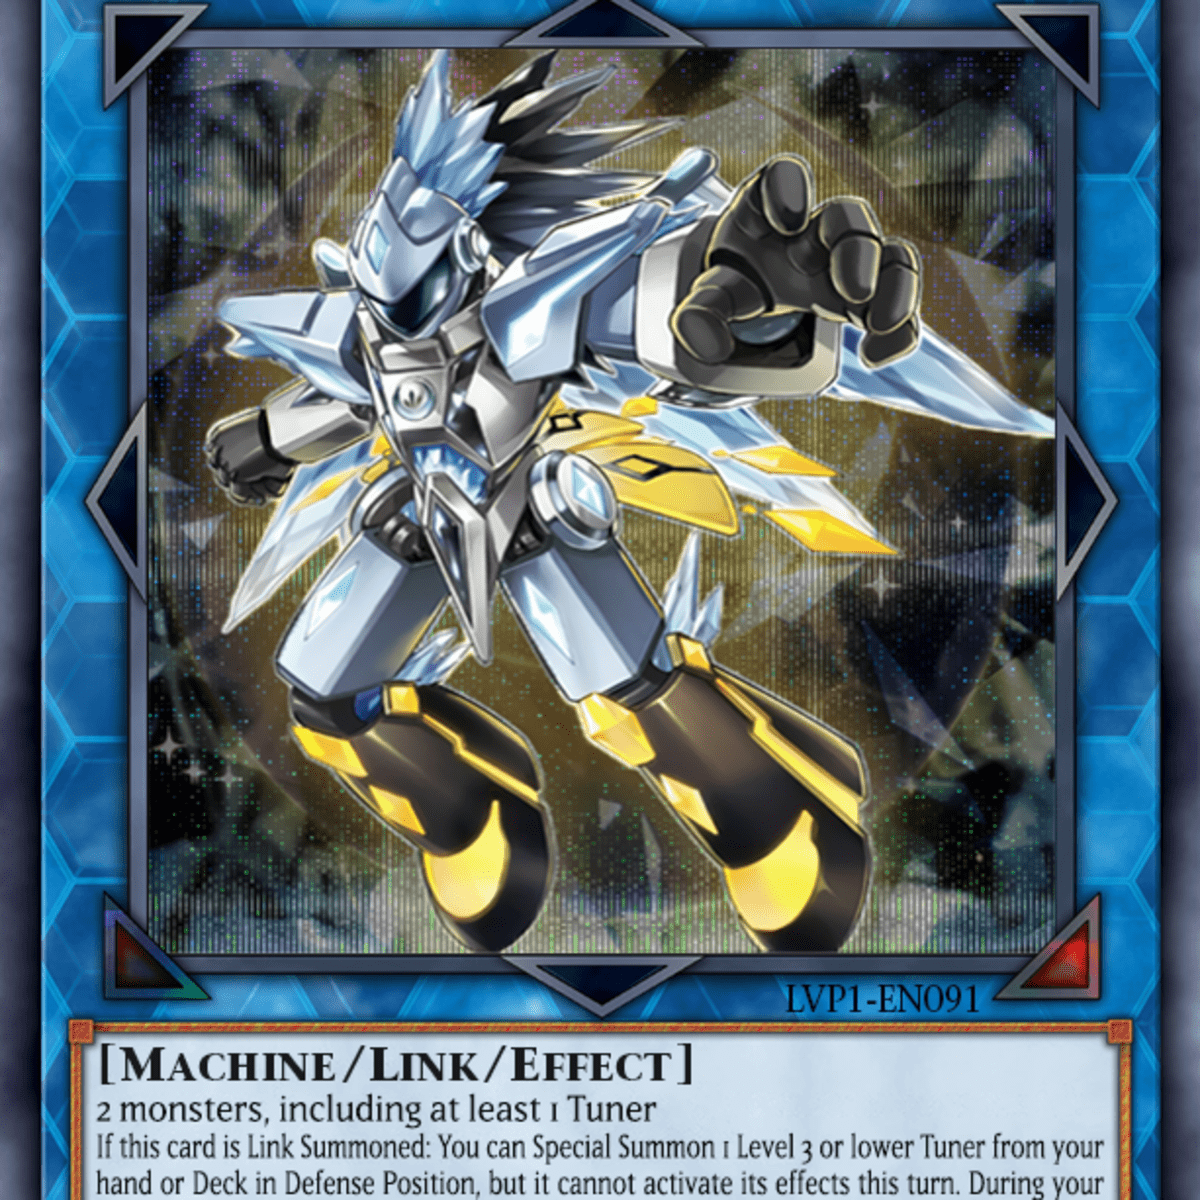 LVP1-EN091
[MACHINE/LINK/EFFECT]
2 monsters, including at least 1 Tuner
If this card is Link Summoned: You can Special Summon 1 Level 3 or lower Tuner from your
hand or Deck in Defense Position, but it cannot activate its effects this turn. During your